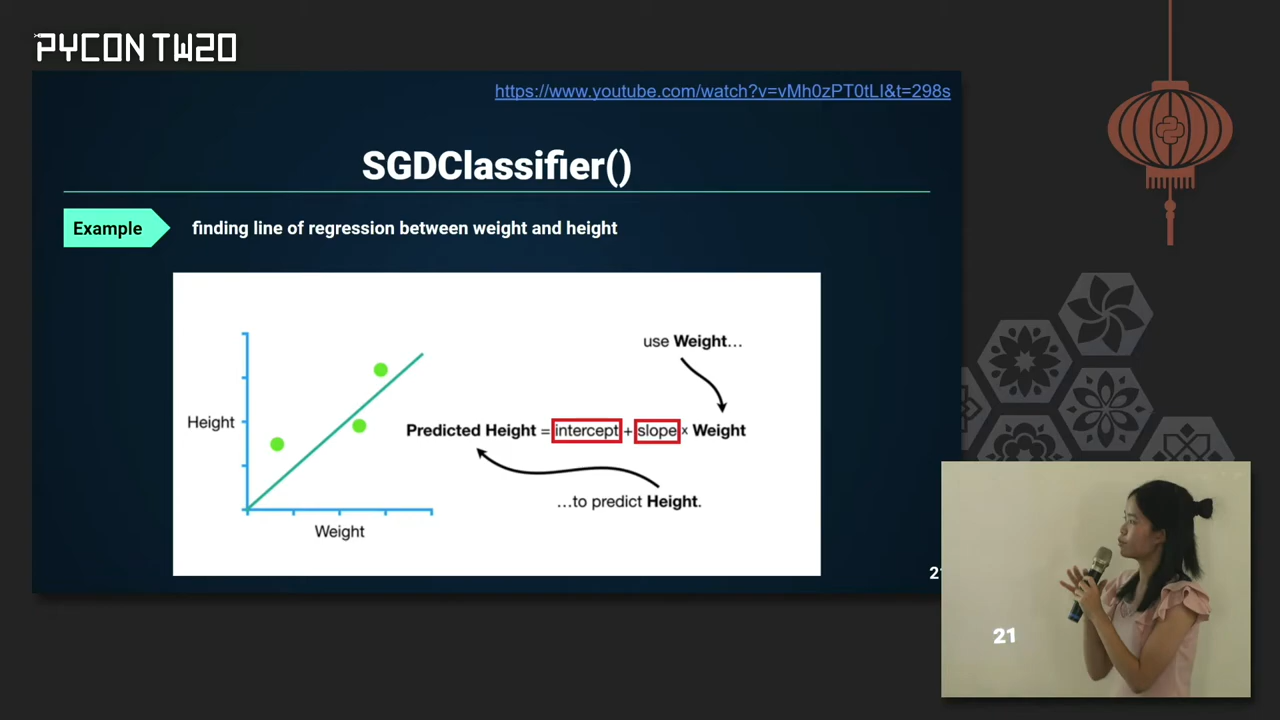 PYCON TW20
https://www.youtube.com/watch?v=vMh0zPT0tLI&t=298s
SGDClassifier()
Example
finding line of regression between weight and height
use Weight...
Height
Predicted Height = intercept + slope x Weight
...to predict Height.
Weight
21
21